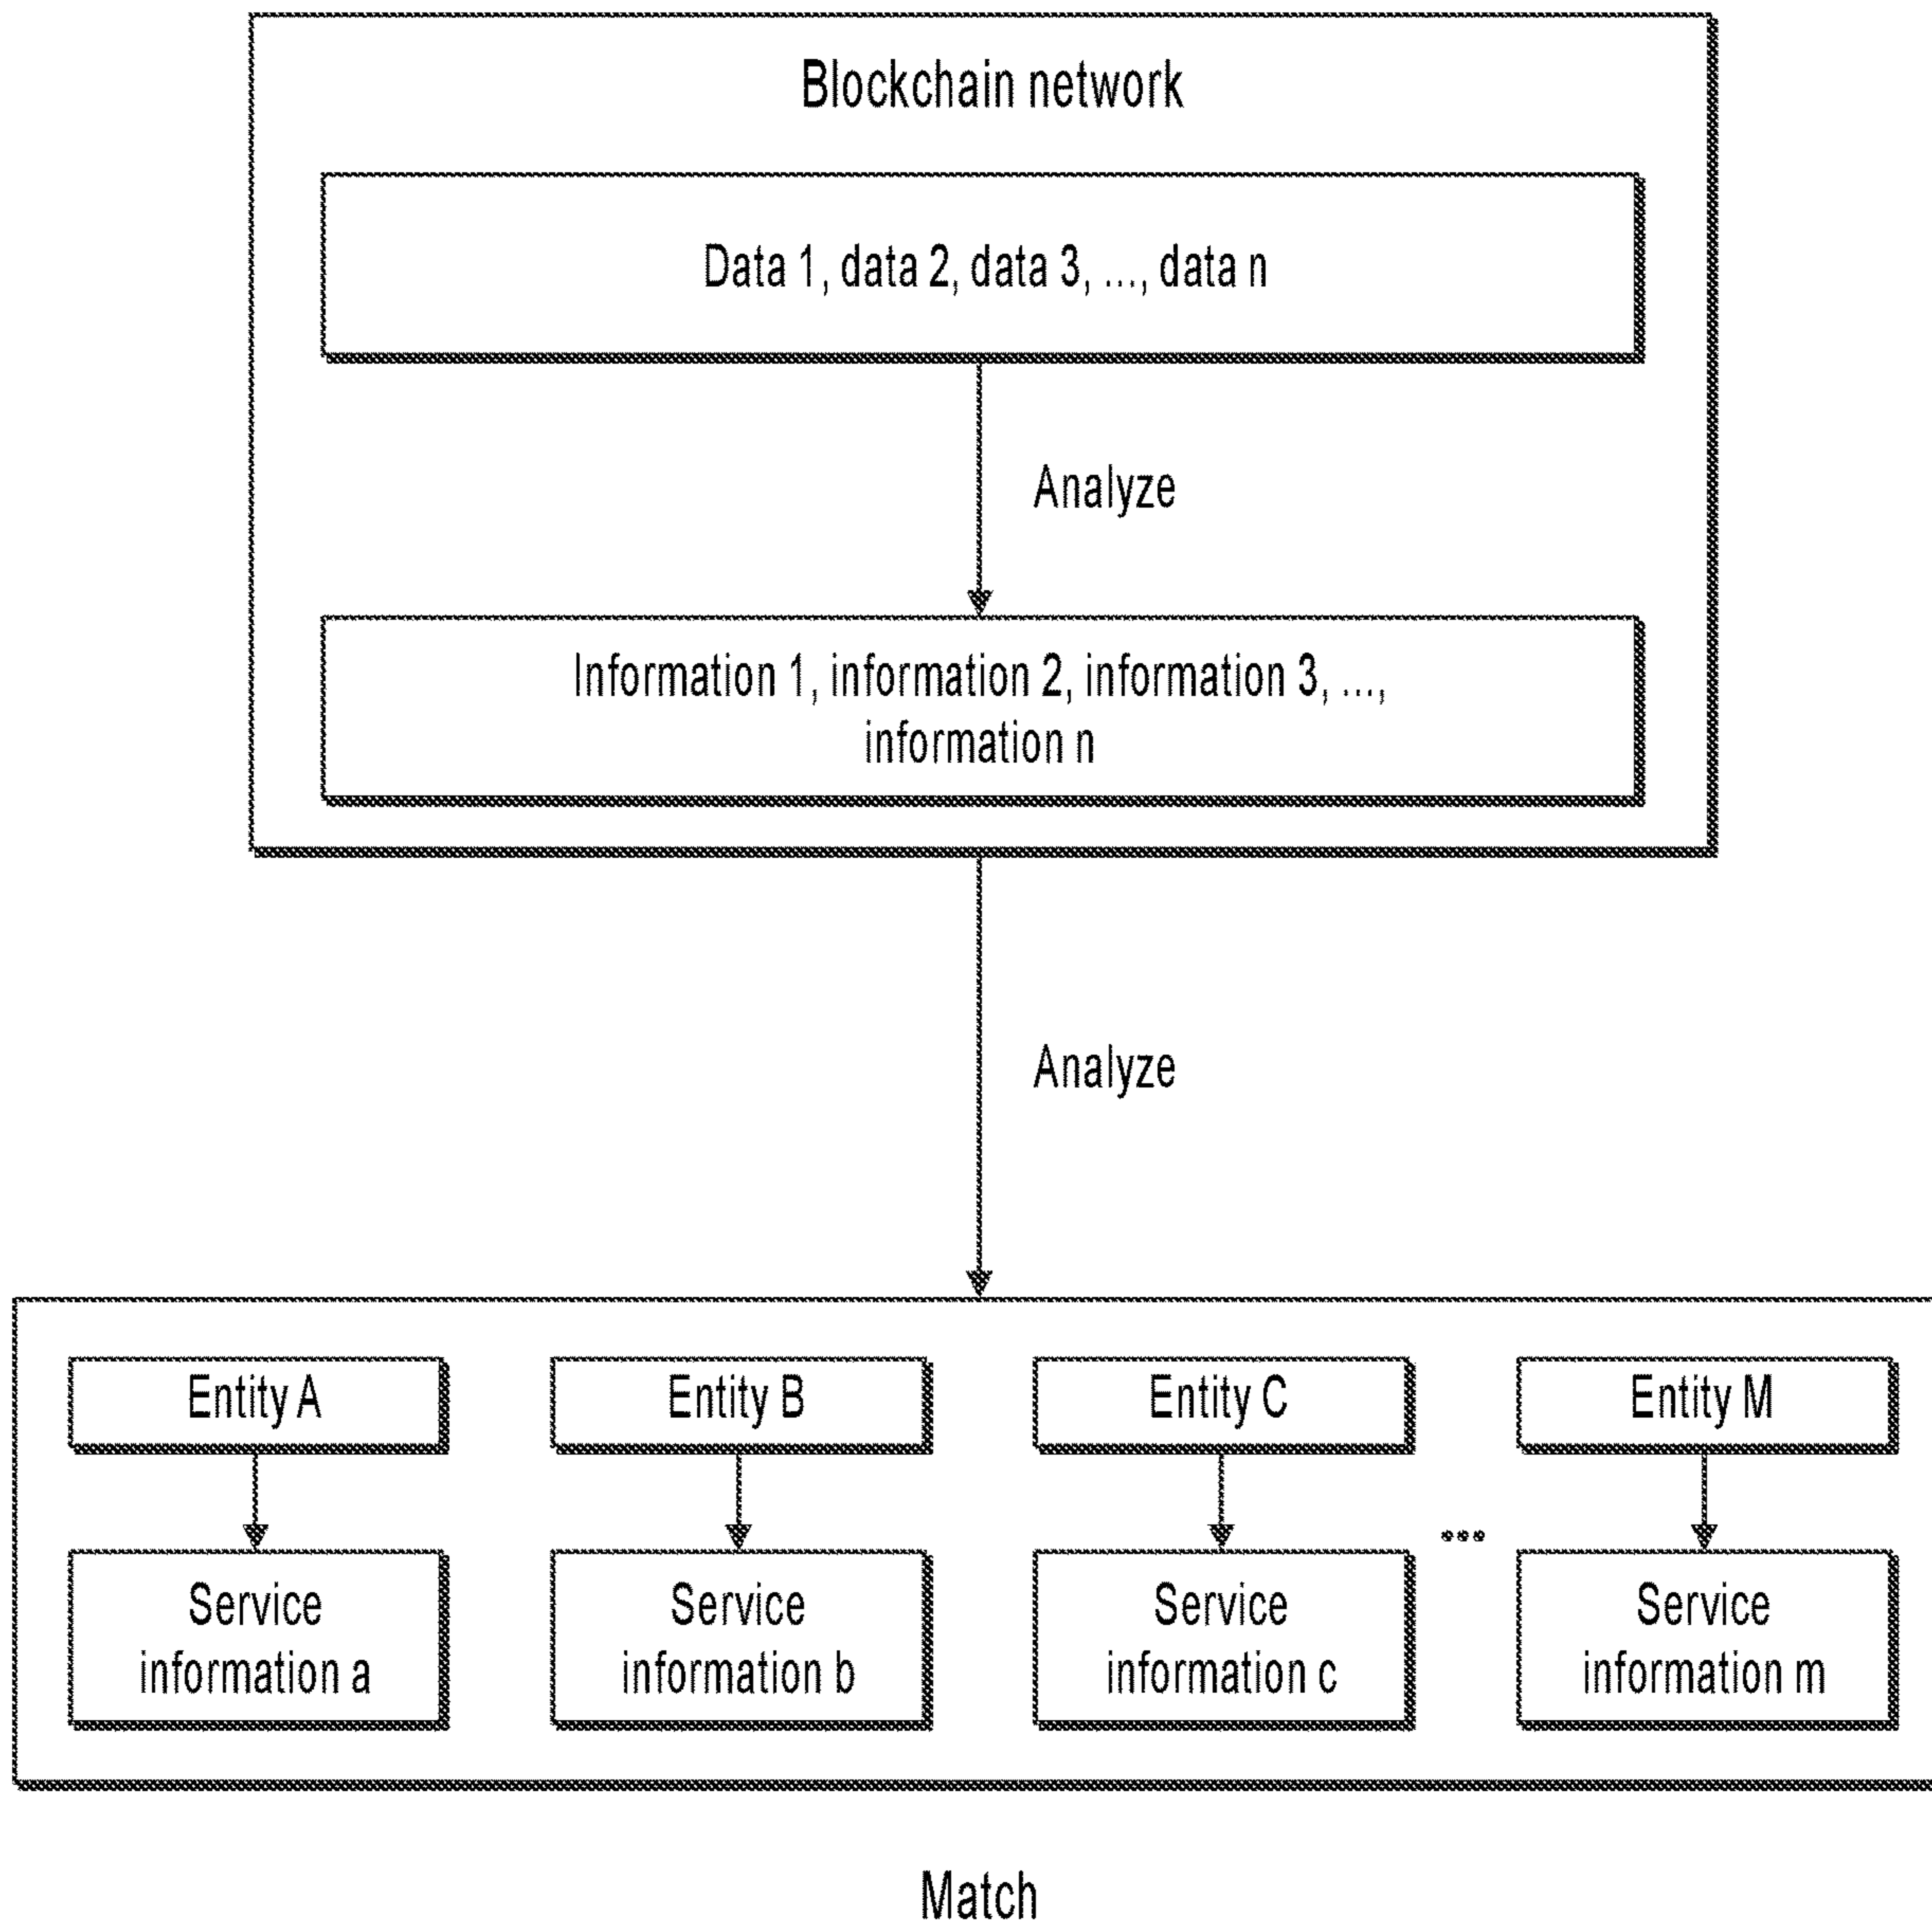 Blockchain network
Data 1, data 2, data 3, ..., data n
Analyze
Information 1, information 2, information 3, ...,
information n
Analyze
Entity A
Entity B
Entity C
Entity M
...
Service
information a
Service
information b
Service
information c
Service
information m
Match